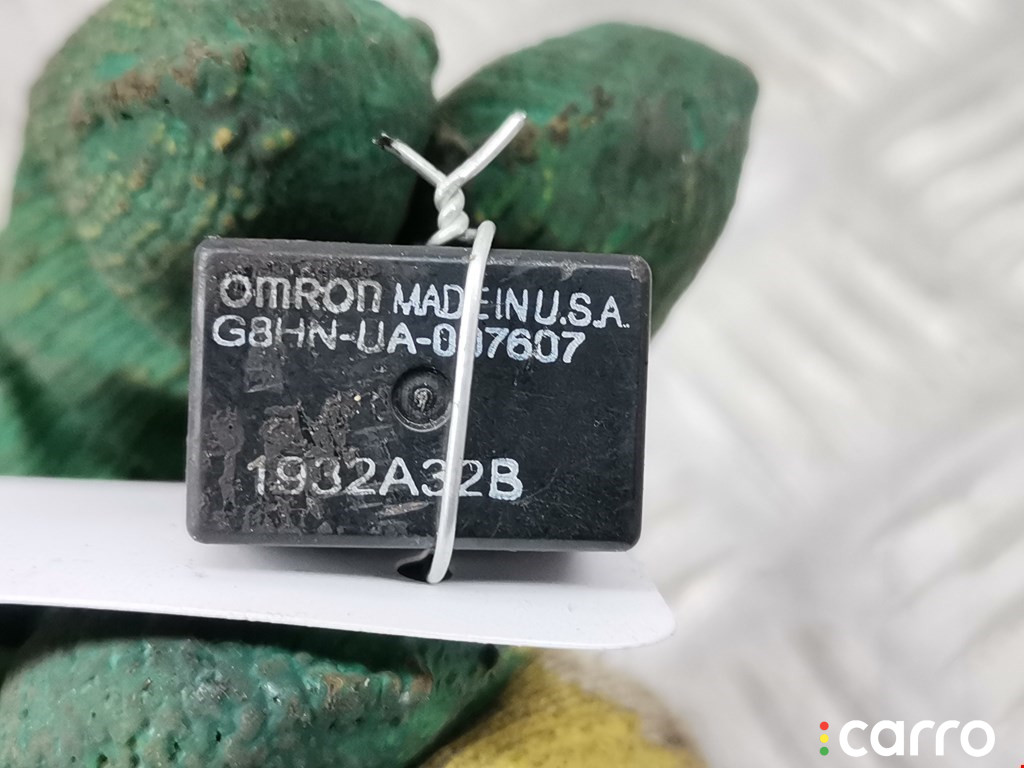 omron MADE IN U.S.A.
G8HN-UA-007607
1932A32B
carro